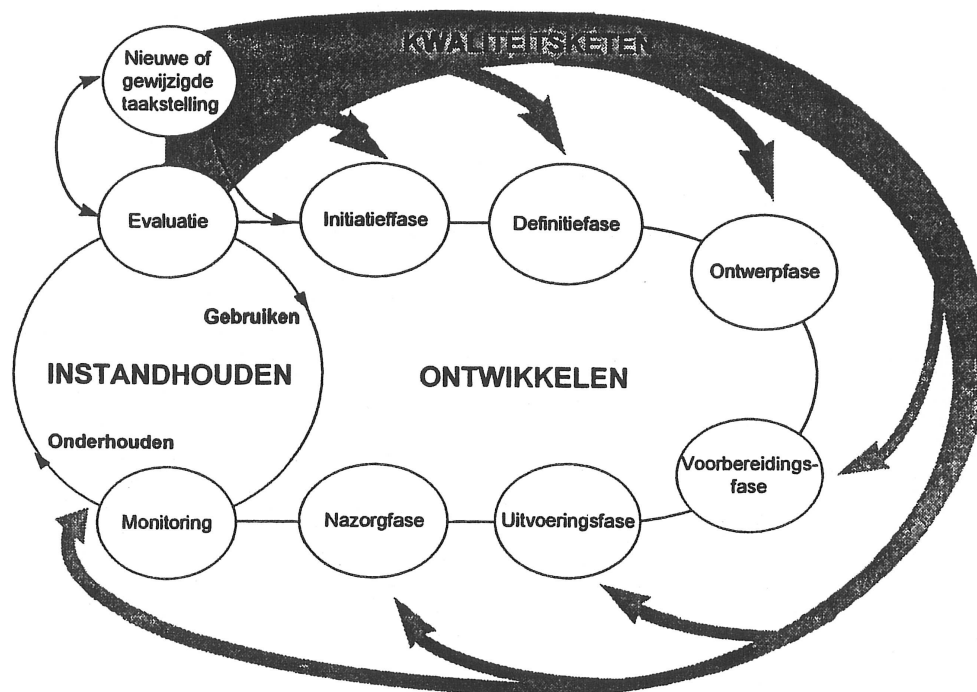 KWALITEITSKETEN
Nieuwe of
gewijzigde
taakstelling
Evaluatie
Initiatieffase
Definitiefase
Ontwerpfase
Gebruiken
INSTANDHOUDEN
ONTWIKKELEN
Onderhouden
Voorbereidings-
fase
Monitoring
Nazorgfase
Uitvoeringsfase